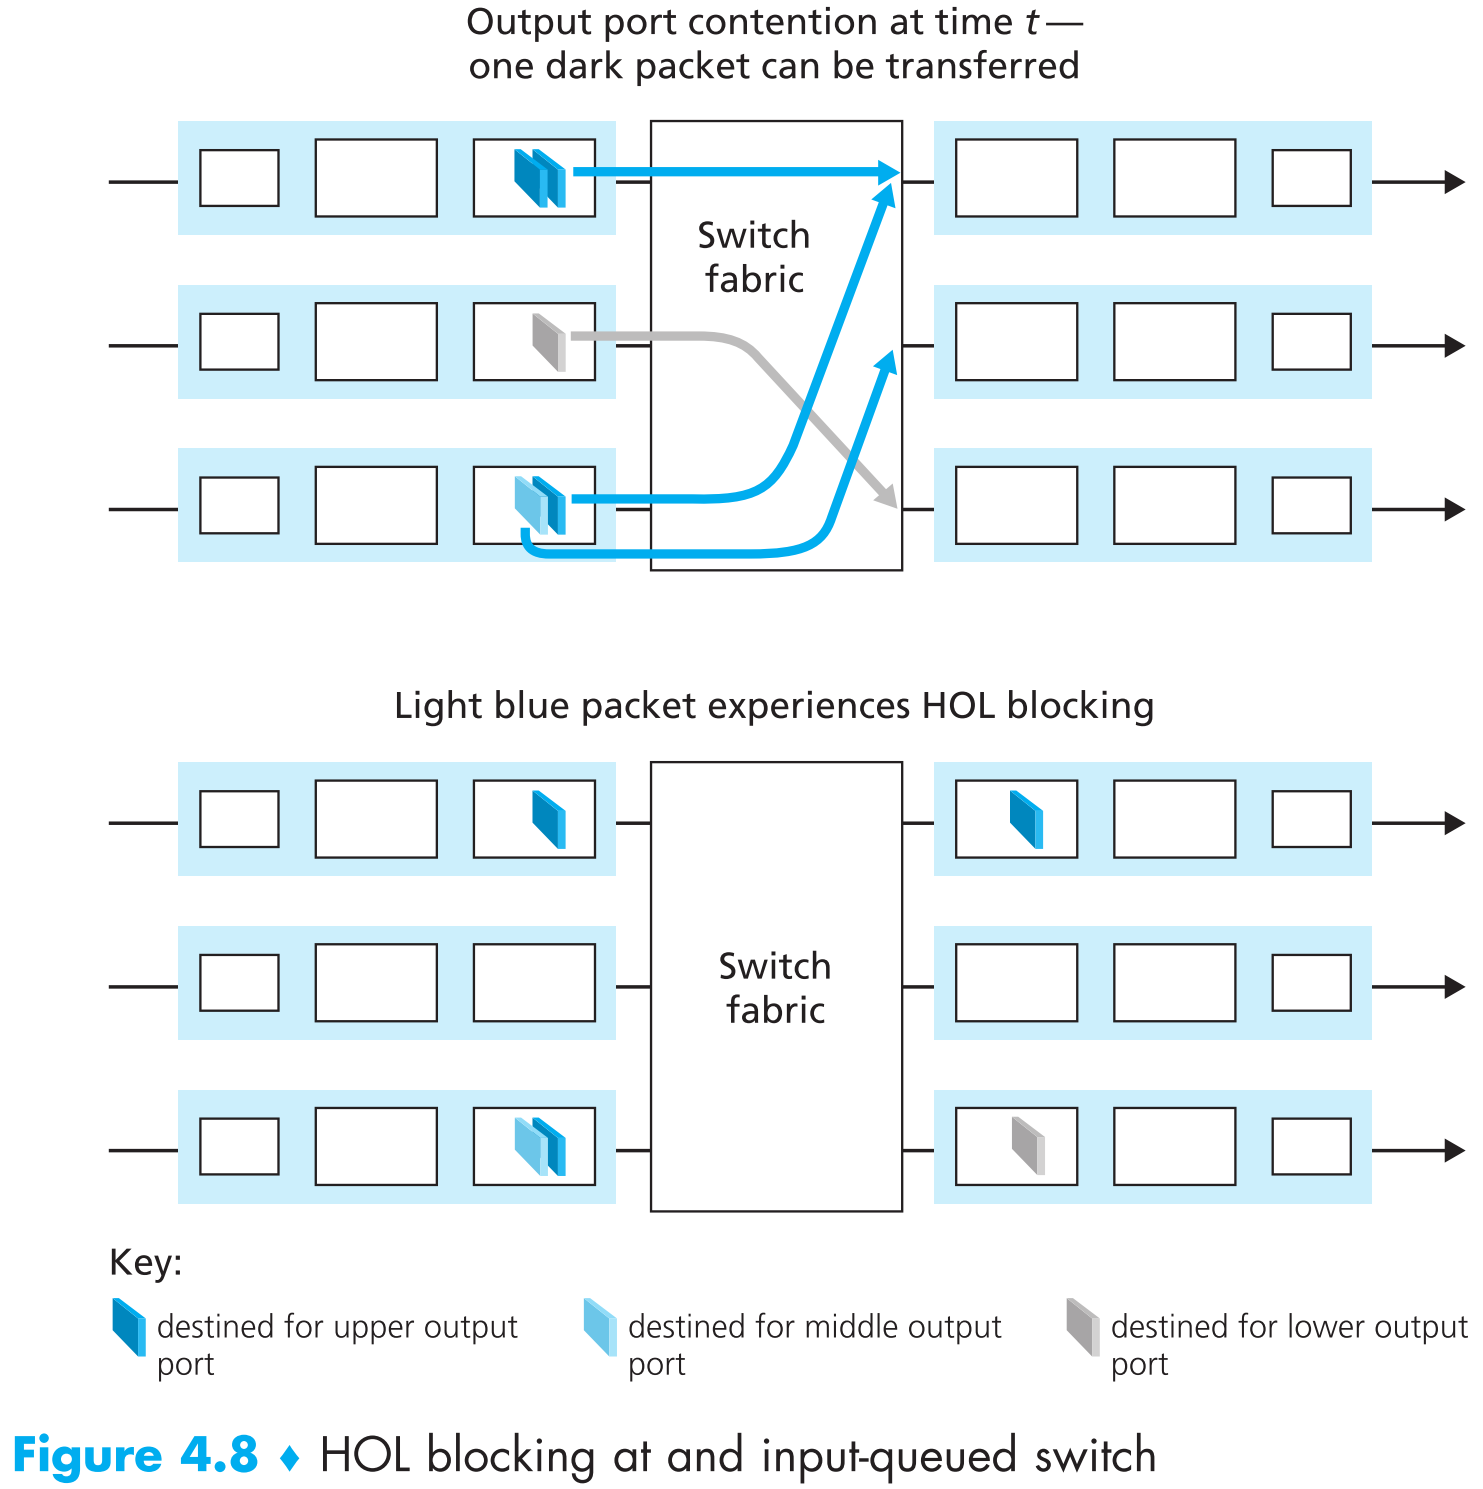 Output port contention at time t—
one dark packet can be transferred
Switch
fabric
Light blue packet experiences HOL blocking
Switch
fabric
Key:
destined for upper output
port
destined for middle output
port
destined for lower output
port
Figure 4.8 ♦ HOL blocking at and input-queued switch